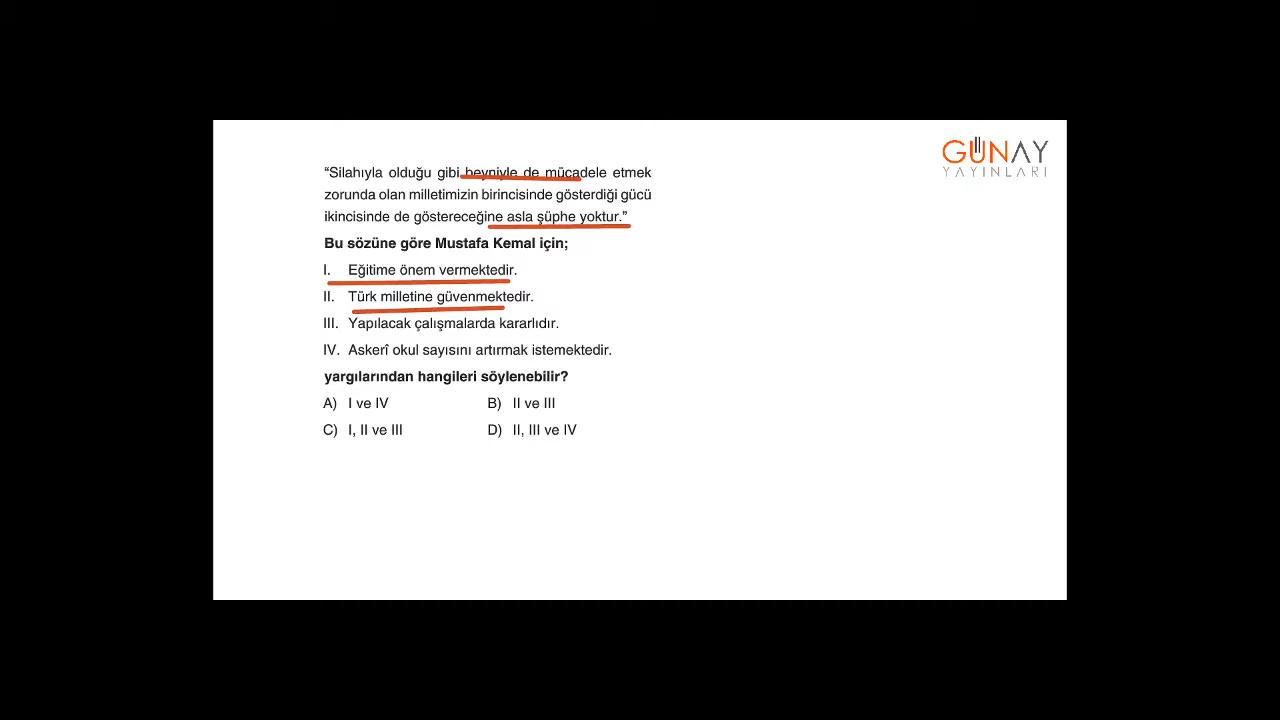 GÜNAY
YAYINLARI
“Silahıyla olduğu gibi beyniyle de mücadele etmek
zorunda olan milletimizin birincisinde gösterdiği gücü
ikincisinde de göstereceğine asla şüphe yoktur.”
Bu sözüne göre Mustafa Kemal için;
I. Eğitime önem vermektedir.
II. Türk milletine güvenmektedir.
III. Yapılacak çalışmalarda kararlıdır.
IV. Askerî okul sayısını artırmak istemektedir.
yargılarından hangileri söylenebilir?
A) I ve IV B) II ve III
C) I, II ve III D) II, III ve IV